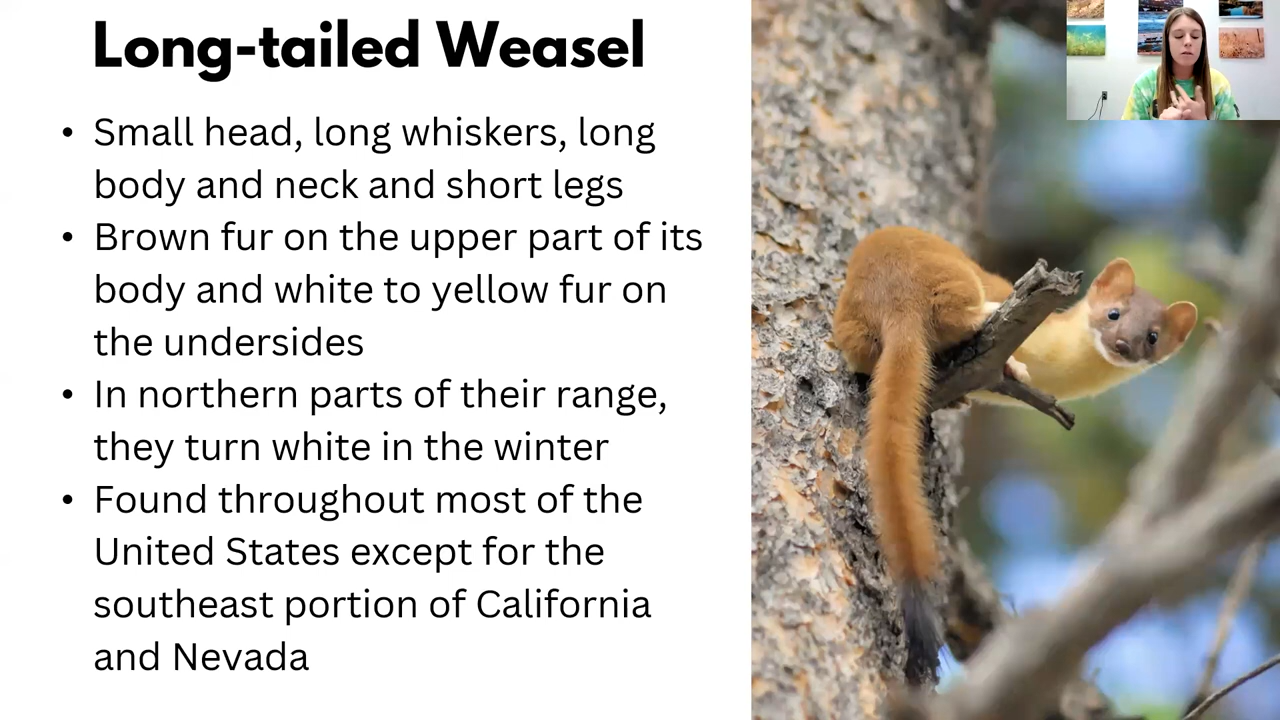 Long-tailed Weasel
• Small head, long whiskers, long
body and neck and short legs
• Brown fur on the upper part of its
body and white to yellow fur on
the undersides
• In northern parts of their range,
they turn white in the winter
• Found throughout most of the
United States except for the
southeast portion of California
and Nevada